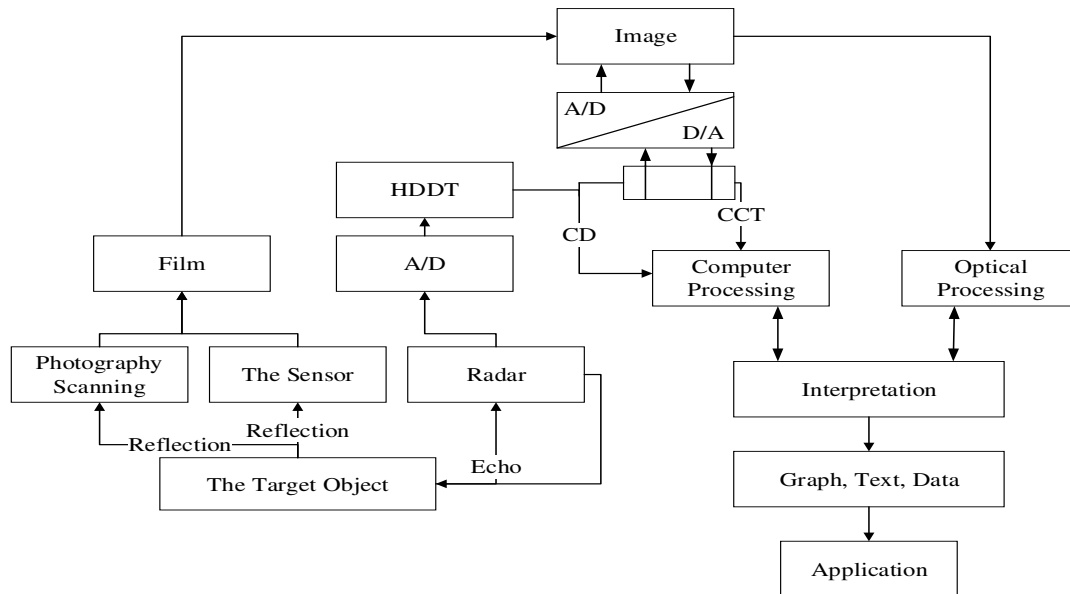 Image
A/D
D/A
HDDT
CCT
CD
Film
A/D
Computer
Processing
Optical
Processing
Photography
Scanning
The Sensor
Radar
Interpretation
Reflection
Reflection
Echo
The Target Object
Graph, Text, Data
Application